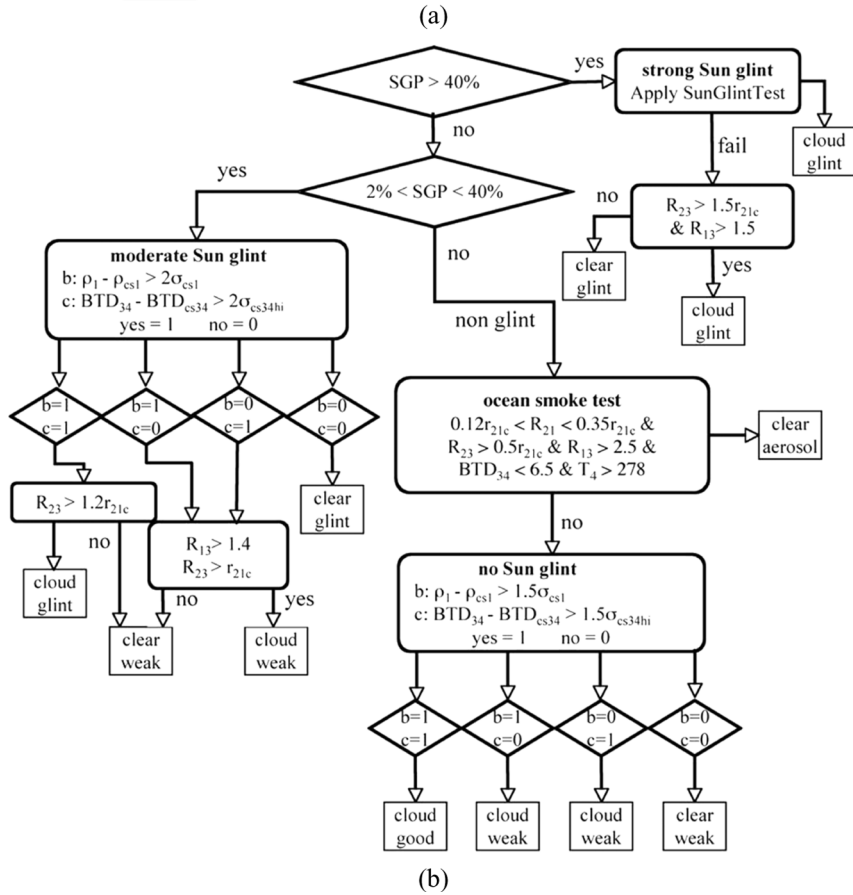 (a)
SGP > 40%
yes
strong Sun glint
Apply SunGlintTest
cloud
glint
no
fail
yes
2% < SGP < 40%
no
R₂₃ > 1.5r₂₁c
& R₁₃ > 1.5
clear
glint
yes
cloud
glint
no
moderate Sun glint
b: ρ₁ - ρcs1 > 2σcs1
c: BTD₃₄ - BTDcs34 > 2σcs34hi
yes = 1 no = 0
non glint
ocean smoke test
0.12r₂₁c < R₂₁ < 0.35r₂₁c &
R₂₃ > 0.5r₂₁c & R₁₃ > 2.5 &
BTD₃₄ < 6.5 & T₄ > 278
clear
aerosol
b=1
c=1
b=1
c=0
b=0
c=1
b=0
c=0
clear
glint
R₂₃ > 1.2r₂₁c
no
R₁₃ > 1.4
R₂₃ > r₂₁c
no
cloud
glint
no
yes
clear
weak
cloud
weak
no Sun glint
b: ρ₁ - ρcs1 > 1.5σcs1
c: BTD₃₄ - BTDcs34 > 1.5σcs34hi
yes = 1 no = 0
b=1
c=1
b=1
c=0
b=0
c=1
b=0
c=0
cloud
good
cloud
weak
cloud
weak
clear
weak
(b)